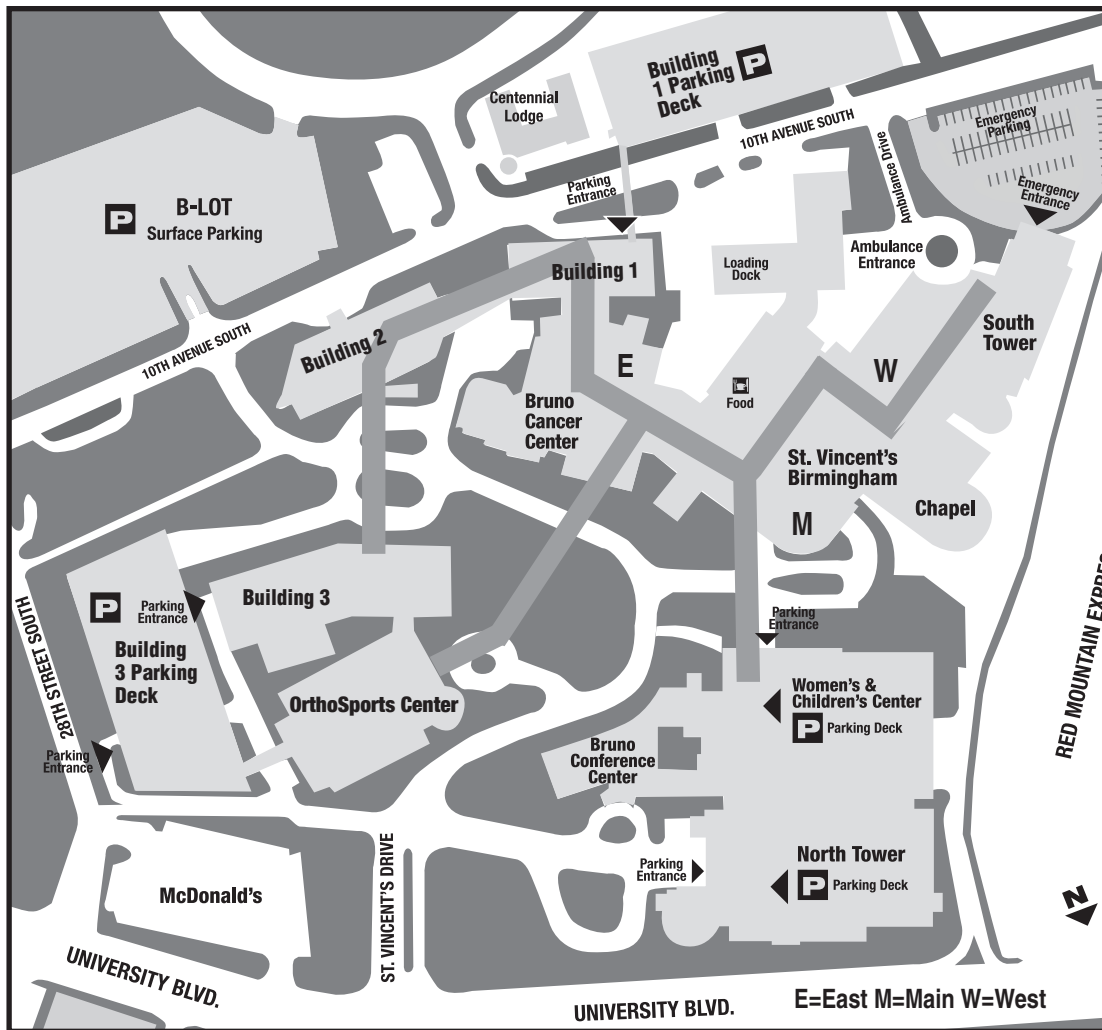 Building
1 Parking
Deck
P
Centennial
Lodge
10TH AVENUE SOUTH
Emergency
Parking
Ambulance Drive
Parking
Entrance
Emergency
Entrance
P
B-LOT
Surface Parking
Ambulance
Entrance
Building 1
Loading
Dock
South
Tower
10TH AVENUE SOUTH
Building 2
E
W
Food
Bruno
Cancer
Center
St. Vincent's
Birmingham
Chapel
M
P
Parking
Entrance
Building 3
Parking
Entrance
28TH STREET SOUTH
Building
3 Parking
Deck
OrthoSports Center
Women's &
Children's Center
P Parking Deck
RED MOUNTAIN EXPRES
Parking
Entrance
Bruno
Conference
Center
North Tower
P Parking Deck
Parking
Entrance
McDonald's
ST. VINCENT'S DRIVE
N
UNIVERSITY BLVD.
UNIVERSITY BLVD.
E=East M=Main W=West